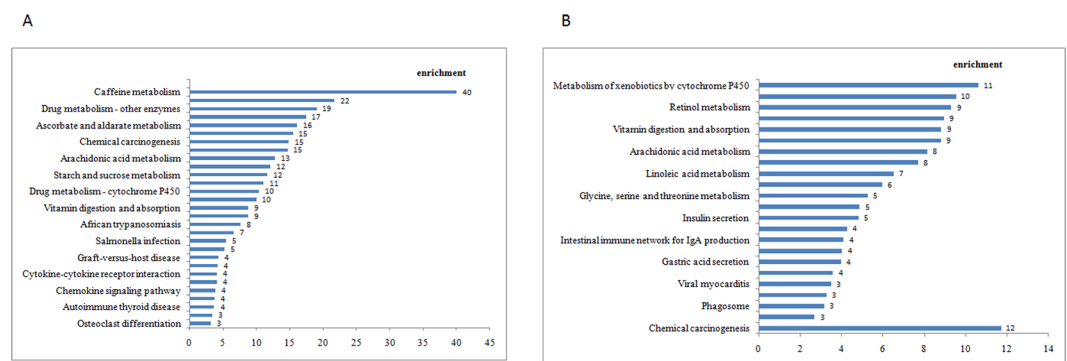 A
enrichment
Caffeine metabolism 40
22
Drug metabolism - other enzymes 19
17
Ascorbate and aldarate metabolism 16
15
Chemical carcinogenesis 15
15
Arachidonic acid metabolism 13
12
Starch and sucrose metabolism 12
11
Drug metabolism - cytochrome P450 10
10
Vitamin digestion and absorption 9
9
African trypanosomiasis 8
7
Salmonella infection 5
5
Graft-versus-host disease 4
4
Cytokine-cytokine receptor interaction 4
4
Chemokine signaling pathway 4
4
Autoimmune thyroid disease 4
3
Osteoclast differentiation 3
0 5 10 15 20 25 30 35 40 45
B
enrichment
Metabolism of xenobiotics by cytochrome P450 11
10
Retinol metabolism 9
9
Vitamin digestion and absorption 9
9
Arachidonic acid metabolism 8
8
Linoleic acid metabolism 7
6
Glycine, serine and threonine metabolism 5
5
Insulin secretion 5
4
Intestinal immune network for IgA production 4
4
Gastric acid secretion 4
4
Viral myocarditis 3
3
Phagosome 3
3
Chemical carcinogenesis 12
0 2 4 6 8 10 12 14